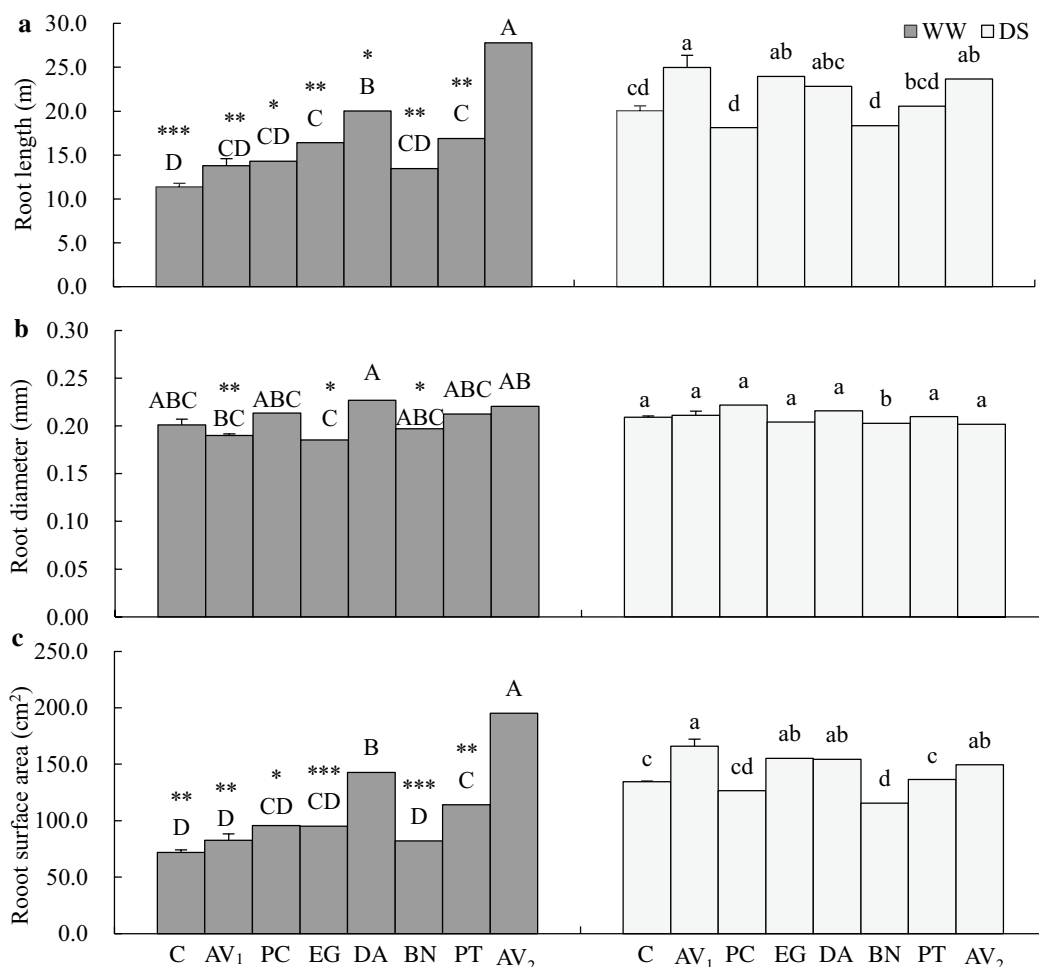 a
Root length (m)
30.0
25.0
20.0
15.0
10.0
5.0
0.0
WW DS
*** ** * ** * ** ** A
D CD CD C B CD C
cd a d ab abc d bcd ab
b
Root diameter (mm)
0.30
0.25
0.20
0.15
0.10
0.05
0.00
** * *
ABC BC ABC C A ABC ABC AB
a a a a a b a a
c
Rooot surface area (cm²)
250.0
200.0
150.0
100.0
50.0
0.0
** ** * *** *** ** A
D D CD CD B D C
c a cd ab ab d c ab
C AV₁ PC EG DA BN PT AV₂ C AV₁ PC EG DA BN PT AV₂